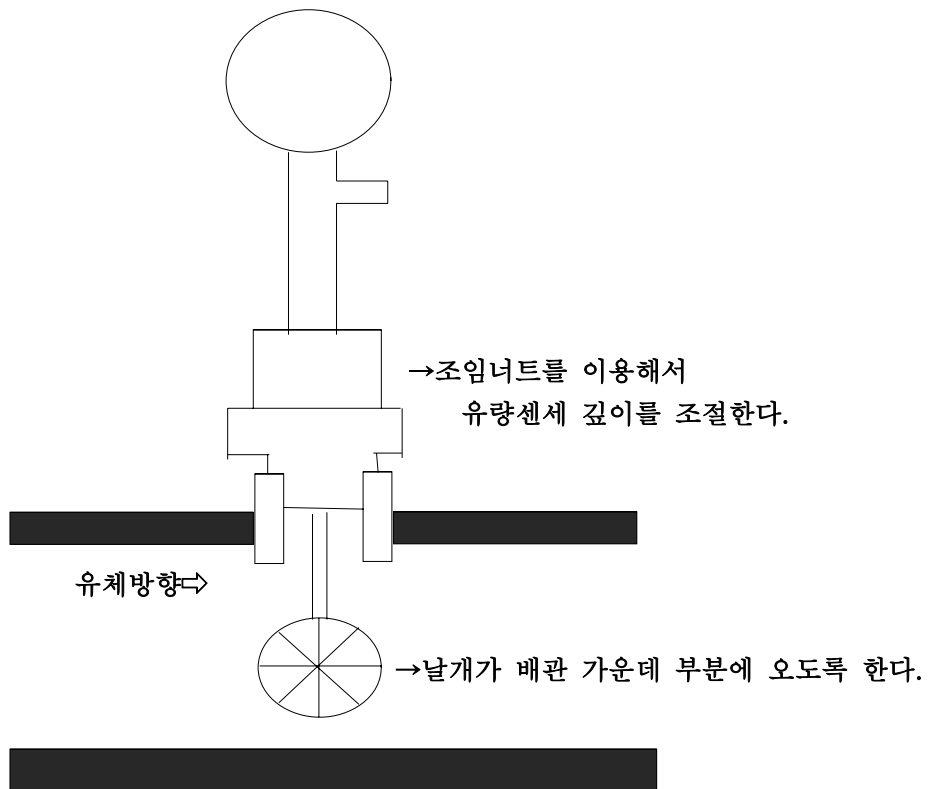 →조임너트를 이용해서
유량센세 깊이를 조절한다.
유체방향⇨
→날개가 배관 가운데 부분에 오도록 한다.